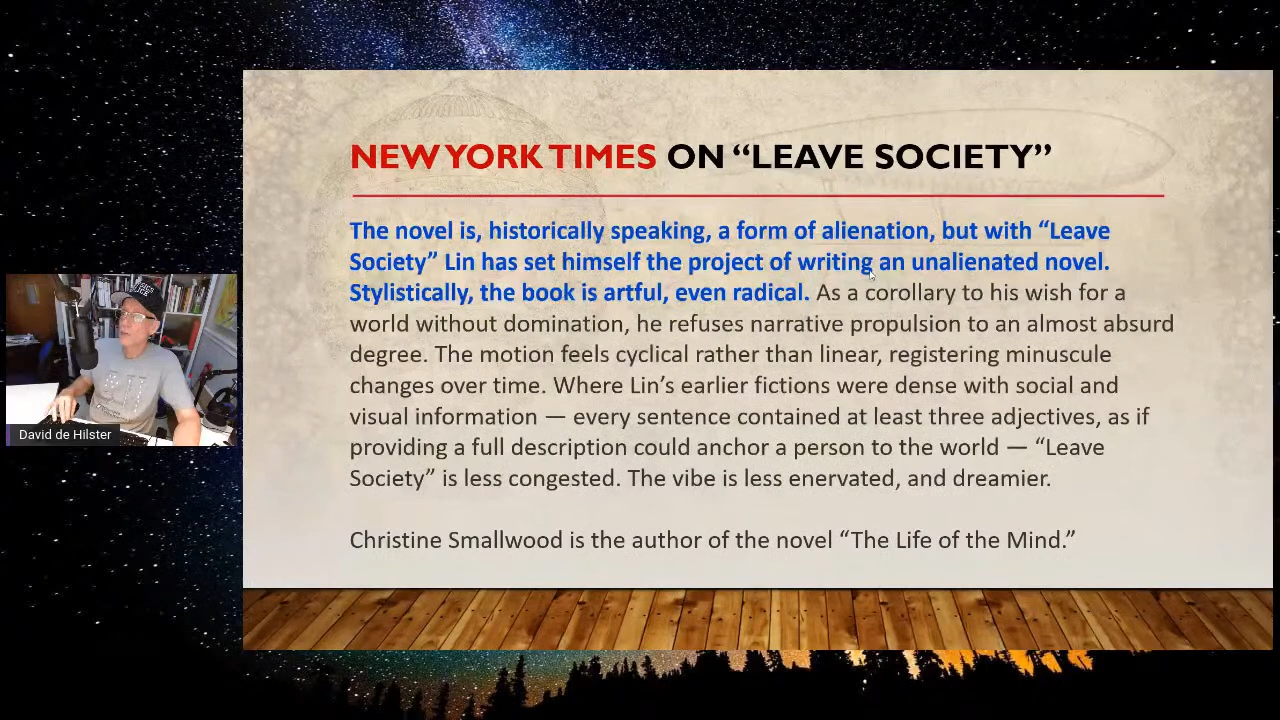 NEW YORK TIMES ON “LEAVE SOCIETY”
The novel is, historically speaking, a form of alienation, but with “Leave
Society” Lin has set himself the project of writing an unalienated novel.
Stylistically, the book is artful, even radical. As a corollary to his wish for a
world without domination, he refuses narrative propulsion to an almost absurd
degree. The motion feels cyclical rather than linear, registering minuscule
changes over time. Where Lin’s earlier fictions were dense with social and
visual information — every sentence contained at least three adjectives, as if
providing a full description could anchor a person to the world — “Leave
Society” is less congested. The vibe is less enervated, and dreamier.
Christine Smallwood is the author of the novel “The Life of the Mind.”
David de Hilster